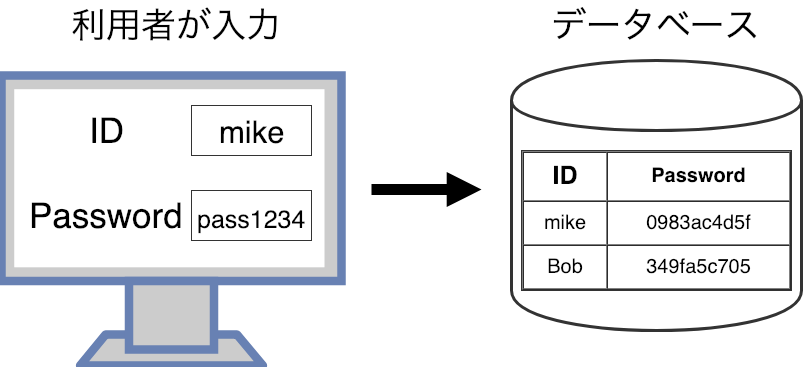 利用者が入力
データベース
ID
mike
Password
pass1234
ID Password
mike 0983ac4d5f
Bob 349fa5c705